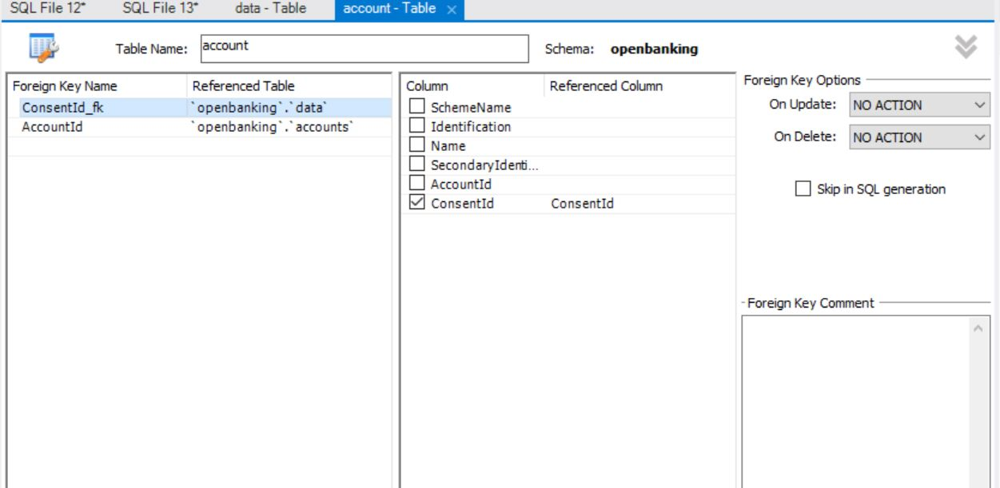 SQL File 12* SQL File 13* data - Table account - Table ×
Table Name: account Schema: openbanking
Foreign Key Name Referenced Table
ConsentId_fk `openbanking`.`data`
AccountId `openbanking`.`accounts`
Column Referenced Column
SchemeName
Identification
Name
SecondaryIdenti...
AccountId
ConsentId ConsentId
Foreign Key Options
On Update: NO ACTION
On Delete: NO ACTION
Skip in SQL generation
Foreign Key Comment